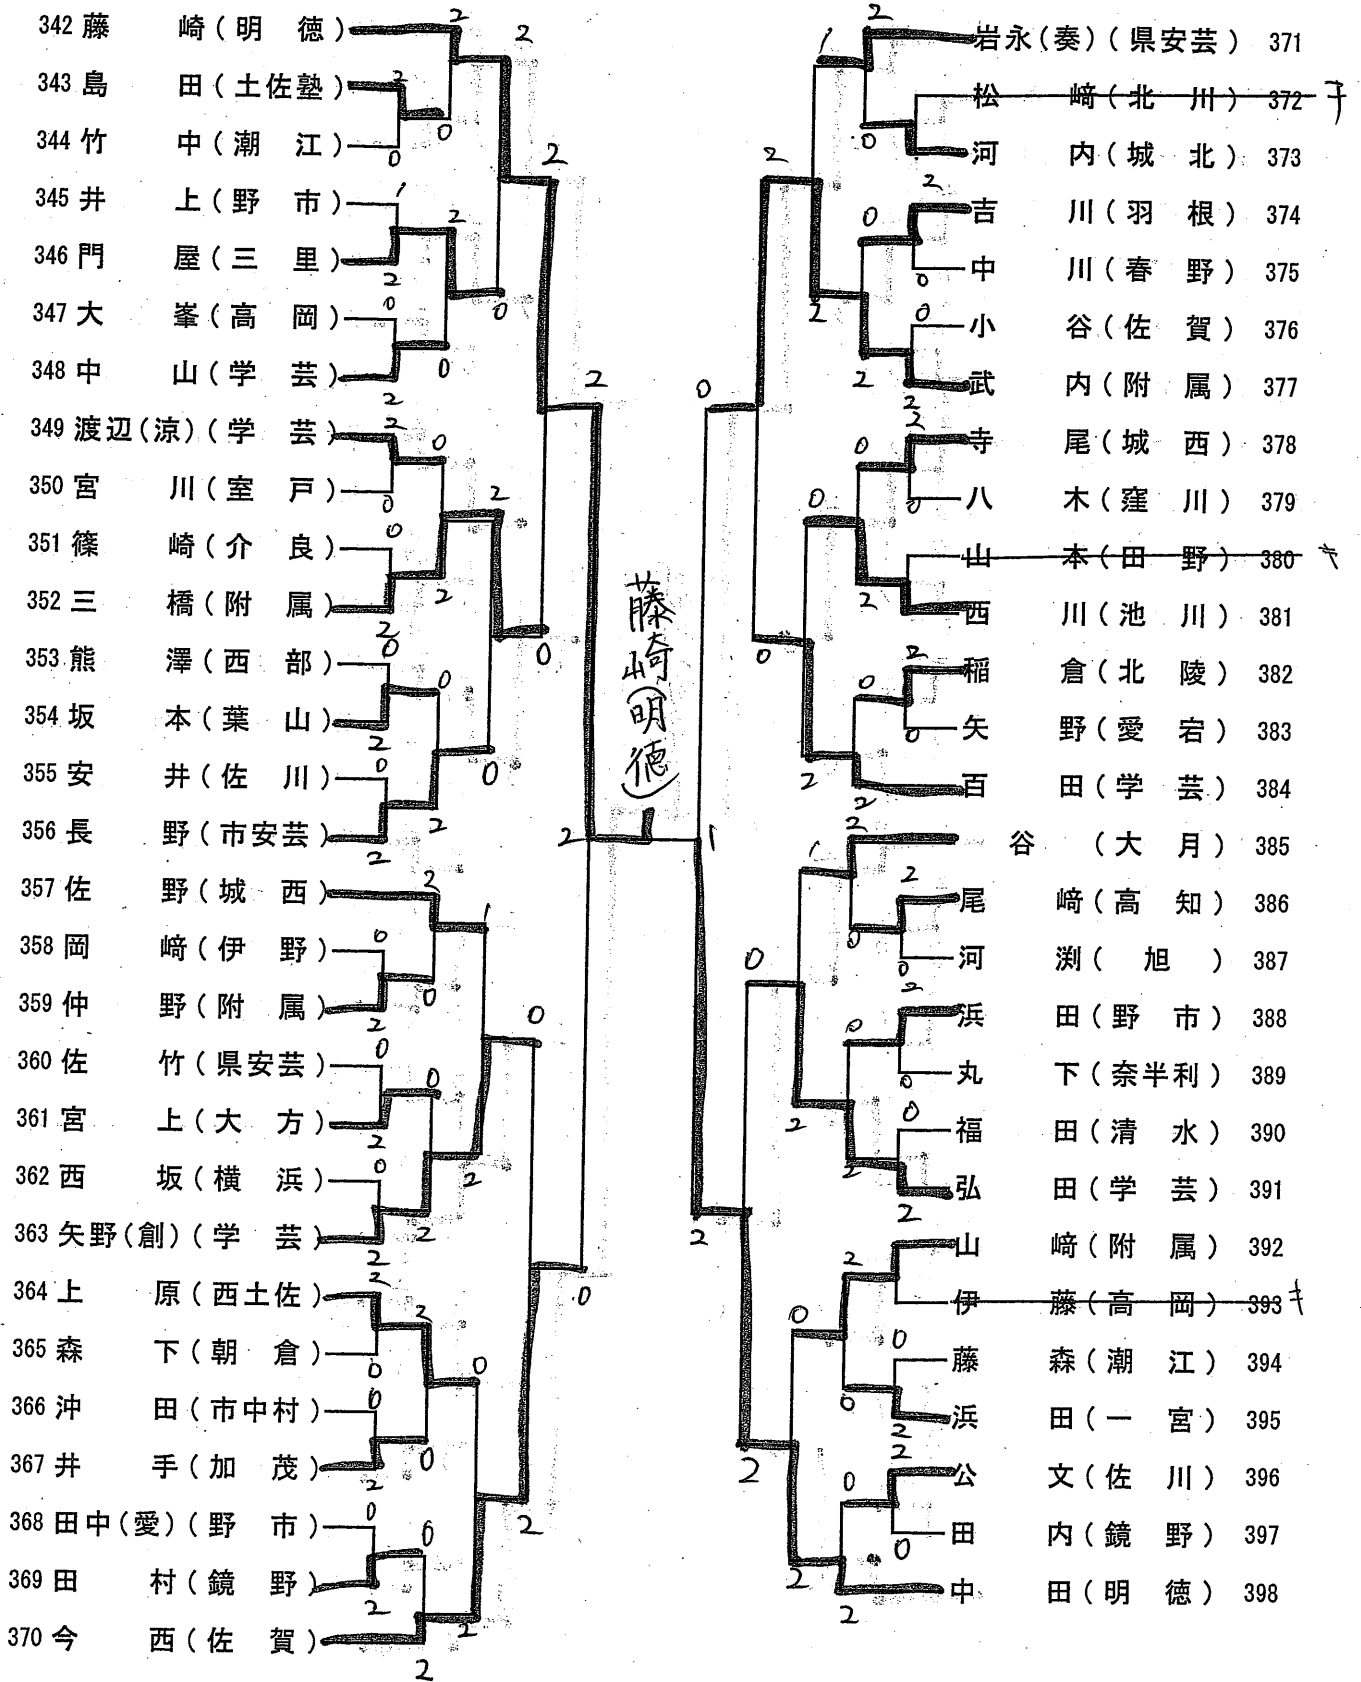 342 藤 崎(明 徳)
343 島 田(土佐塾)
344 竹 中(潮 江)
345 井 上(野 市)
346 門 屋(三 里)
347 大 峯(高 岡)
348 中 山(学 芸)
349 渡辺(涼)(学 芸)
350 宮 川(室 戸)
351 篠 崎(介 良)
352 三 橋(附 属)
353 熊 澤(西 部)
354 坂 本(葉 山)
355 安 井(佐 川)
356 長 野(市安芸)
357 佐 野(城 西)
358 岡 﨑(伊 野)
359 仲 野(附 属)
360 佐 竹(県安芸)
361 宮 上(大 方)
362 西 坂(横 浜)
363 矢野(創)(学 芸)
364 上 原(西土佐)
365 森 下(朝 倉)
366 沖 田(市中村)
367 井 手(加 茂)
368 田中(愛)(野 市)
369 田 村(鏡 野)
370 今 西(佐 賀)
藤崎(明徳)
岩永(奏)(県安芸) 371
松 﨑(北 川) 372 キ
河 内(城 北) 373
吉 川(羽 根) 374
中 川(春 野) 375
小 谷(佐 賀) 376
武 内(附 属) 377
寺 尾(城 西) 378
八 木(窪 川) 379
山 本(田 野) 380 キ
西 川(池 川) 381
稲 倉(北 陵) 382
矢 野(愛 宕) 383
百 田(学 芸) 384
谷 (大 月) 385
尾 﨑(高 知) 386
河 渕( 旭 ) 387
浜 田(野 市) 388
丸 下(奈半利) 389
福 田(清 水) 390
弘 田(学 芸) 391
山 﨑(附 属) 392
伊 藤(高 岡) 393 キ
藤 森(潮 江) 394
浜 田(一 宮) 395
公 文(佐 川) 396
田 内(鏡 野) 397
中 田(明 徳) 398